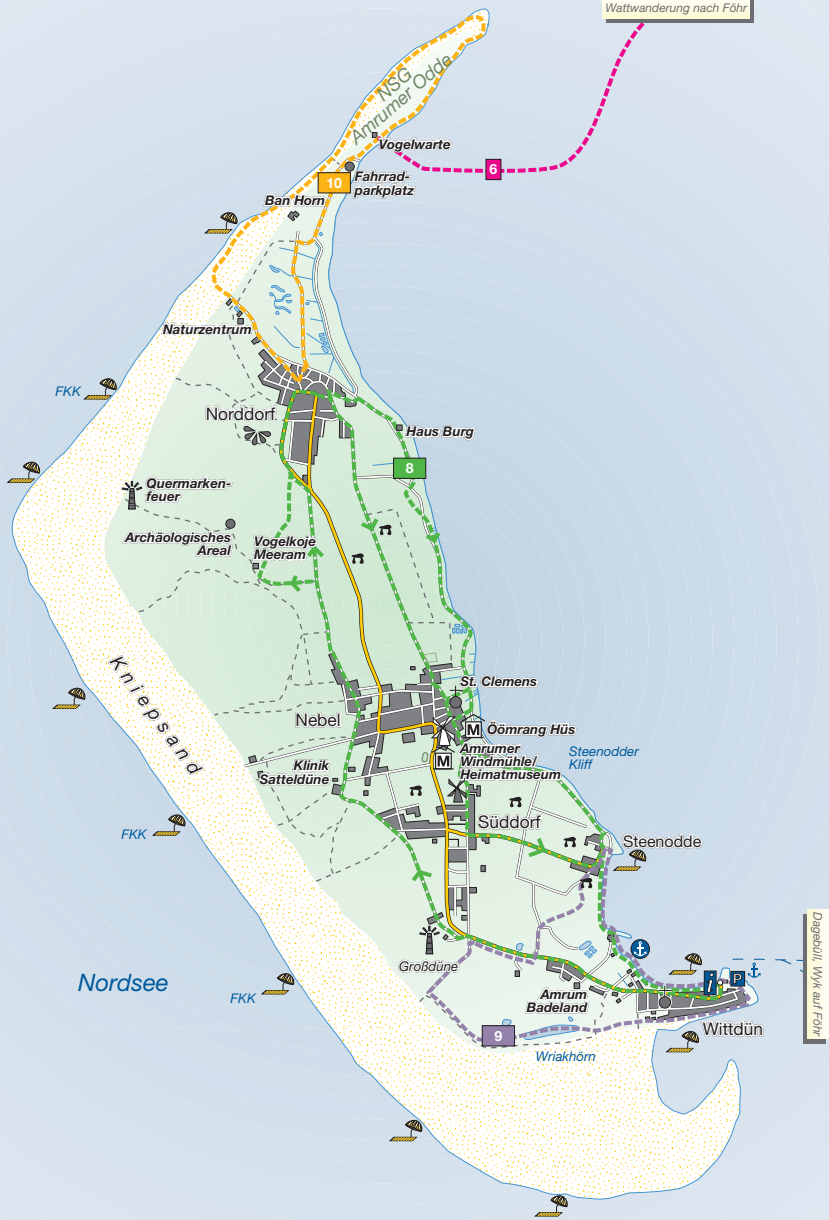 Wattwanderung nach Föhr
NSG
Amrumer Odde
Vogelwarte
6
10
Fahrrad-
parkplatz
Ban Horn
Naturzentrum
FKK
Norddorf
Haus Burg
8
Quermarken-
feuer
Archäologisches
Areal
Vogelkoje
Meeram
Kniepsand
St. Clemens
Nebel
M Öömrang Hüs
M Amrumer
Windmühle/
Heimatmuseum
Steenodder
Kliff
Klinik
Satteldüne
FKK
Süddorf
Steenodde
Großdüne
Nordsee
FKK
Amrum
Badeland
i
P
Dagebüll, Wyk auf Föhr
9
Wittdün
Wriakhörn